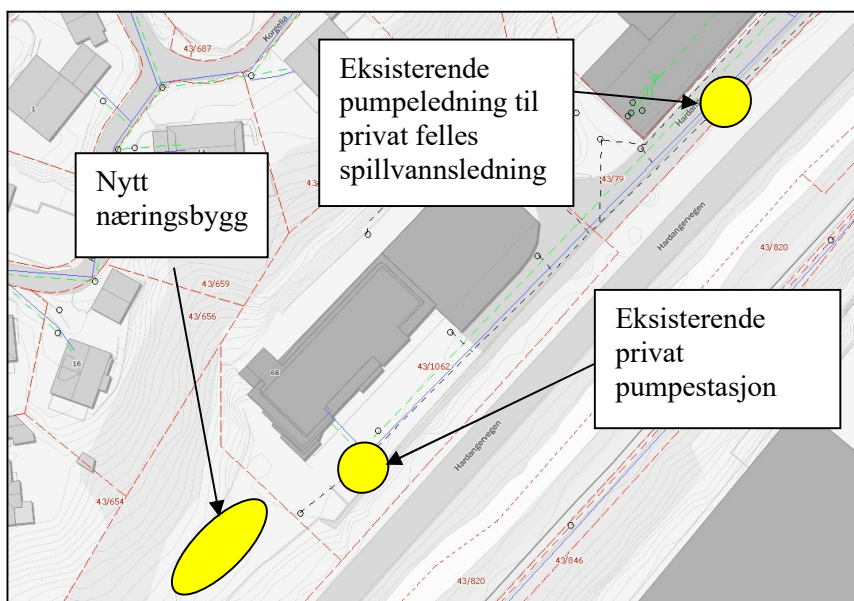 43/687
Korgelia
Eksisterende
pumpeledning til
privat felles
spillvannsledning
1
14
Nytt
næringsbygg
43/79
Hardangervegen
43/820
43/659
43/656
Eksisterende
privat
pumpestasjon
16
68
43/1062
Hardangervegen
43/654
43/846
43/820